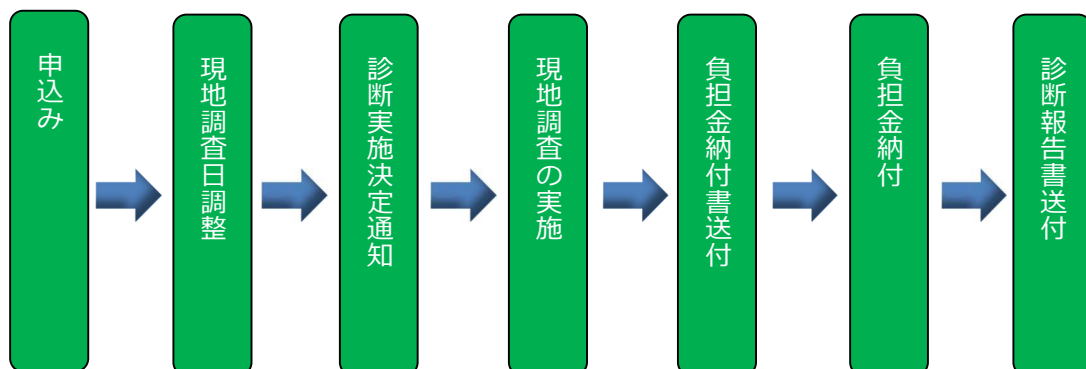 申込み
現地調査日調整
診断実施決定通知
現地調査の実施
負担金納付書送付
負担金納付
診断報告書送付